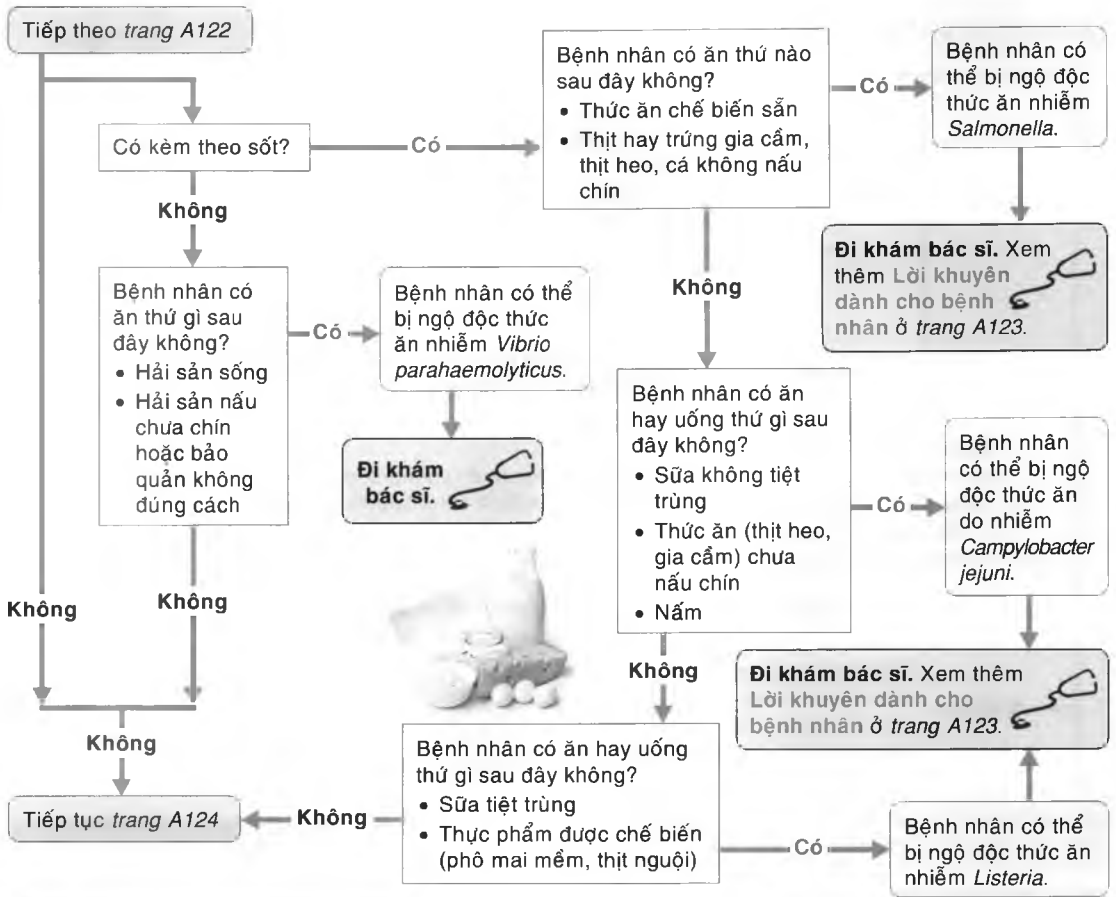 Tiếp theo trang A122
Có kèm theo sốt?
Có
Bệnh nhân có ăn thứ nào
sau đây không?
• Thức ăn chế biến sẵn
• Thịt hay trứng gia cầm,
thịt heo, cá không nấu
chín
Có
Bệnh nhân có
thể bị ngộ độc
thức ăn nhiễm
Salmonella.
Đi khám bác sĩ. Xem
thêm Lời khuyên
dành cho bệnh
nhân ở trang A123.
Không
Bệnh nhân có
ăn thứ gì sau
đây không?
• Hải sản sống
• Hải sản nấu
chưa chín
hoặc bảo
quản không
đúng cách
Có
Bệnh nhân có thể
bị ngộ độc thức
ăn nhiễm Vibrio
parahaemolyticus.
Đi khám
bác sĩ.
Không
Bệnh nhân có ăn
hay uống thứ gì sau
đây không?
• Sữa không tiệt
trùng
• Thức ăn (thịt heo,
gia cầm) chưa
nấu chín
• Nấm
Có
Bệnh nhân
có thể bị ngộ
độc thức ăn
do nhiễm
Campylobacter
jejuni.
Đi khám bác sĩ. Xem thêm
Lời khuyên dành cho
bệnh nhân ở trang A123.
Không
Không
Không
Không
Bệnh nhân có ăn hay uống
thứ gì sau đây không?
• Sữa tiệt trùng
• Thực phẩm được chế biến
(phô mai mềm, thịt nguội)
Không
Tiếp tục trang A124
Có
Bệnh nhân có thể
bị ngộ độc thức ăn
nhiễm Listeria.